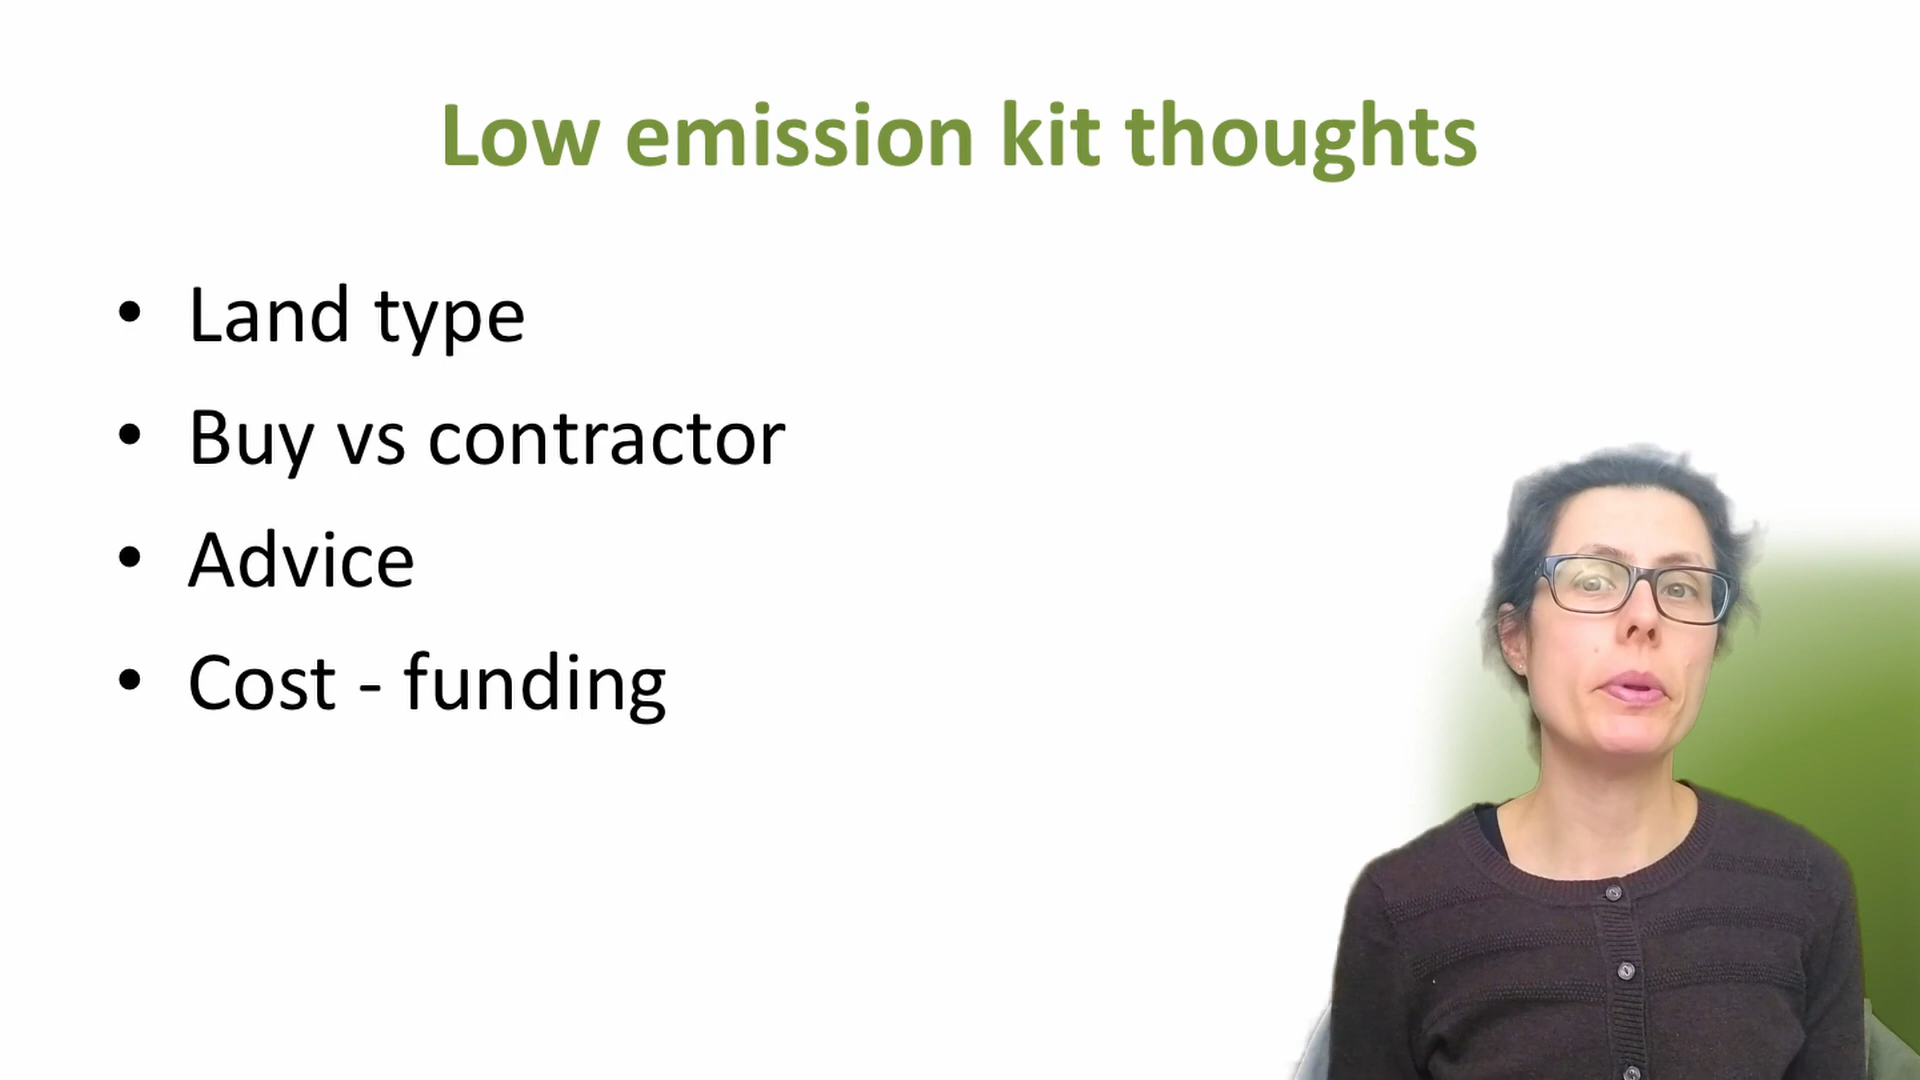 Low emission kit thoughts
• Land type
• Buy vs contractor
• Advice
• Cost - funding